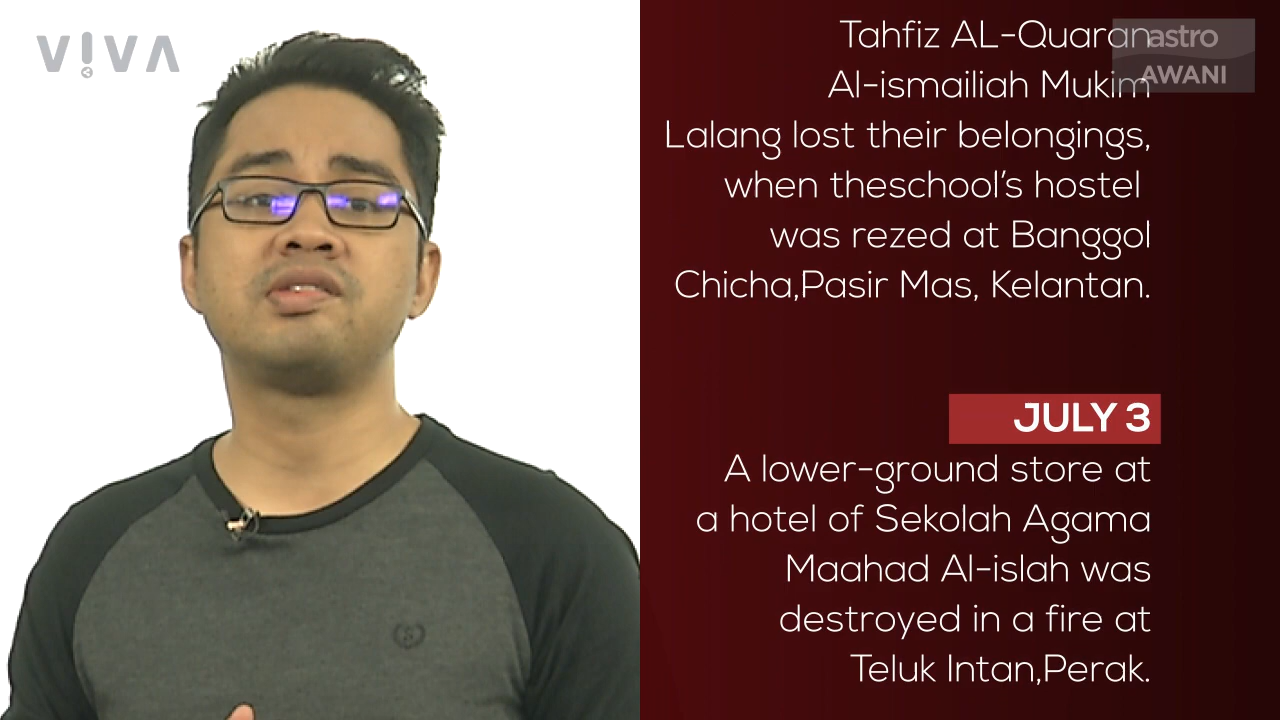 V!VA
astro
AWANI
Tahfiz AL-Quaran
Al-ismailiah Mukim
Lalang lost their belongings,
when theschool's hostel
was rezed at Banggol
Chicha,Pasir Mas, Kelantan.
JULY 3
A lower-ground store at
a hotel of Sekolah Agama
Maahad Al-islah was
destroyed in a fire at
Teluk Intan,Perak.